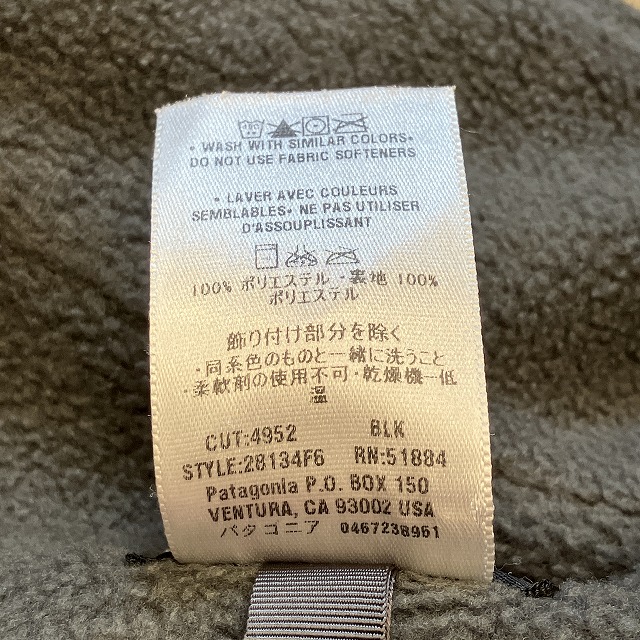 • WASH WITH SIMILAR COLORS•
DO NOT USE FABRIC SOFTENERS
• LAVER AVEC COULEURS
SEMBLABLES• NE PAS UTILISER
D'ASSOUPLISSANT
100% ポリエステル・裏地 100%
ポリエステル
飾り付け部分を除く
・同系色のものと一緒に洗うこと
・柔軟剤の使用不可・乾燥機ー低
温
CUT:4952 BLK
STYLE:28134F6 RN:51884
Patagonia P.O. BOX 150
VENTURA, CA 93002 USA
パタゴニア 0467238961